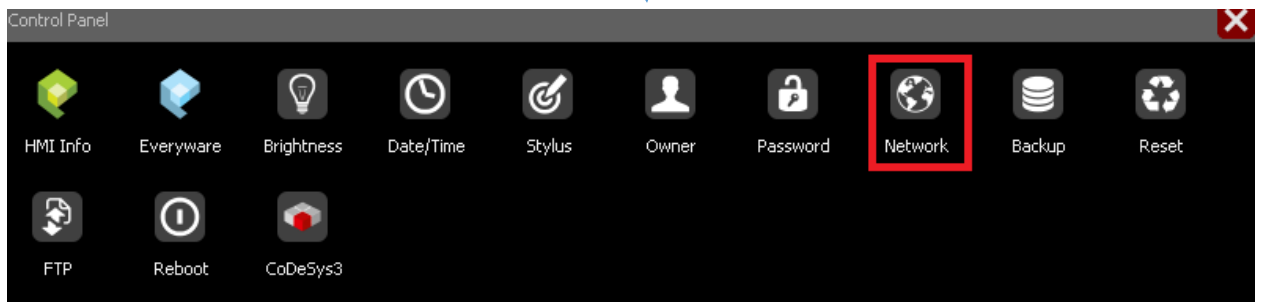 Control Panel
HMI Info Everyware Brightness Date/Time Stylus Owner Password Network Backup Reset
FTP Reboot CoDeSys3